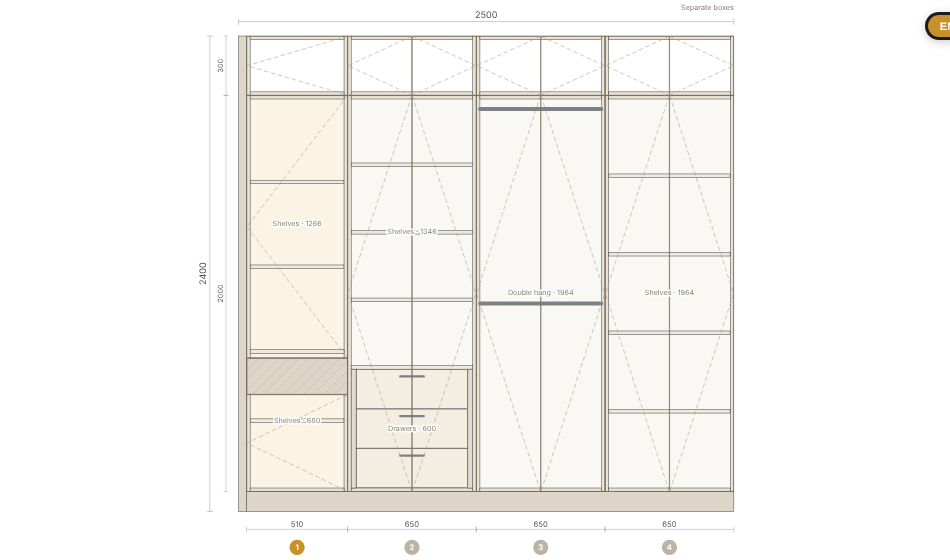 Separate boxes
2500
EN
300
Shelves · 1266
Shelves · 1346
2400
2000
Double hang · 1964
Shelves · 1964
Shelves · 680
Drawers · 600
510
650
650
650
1
2
3
4